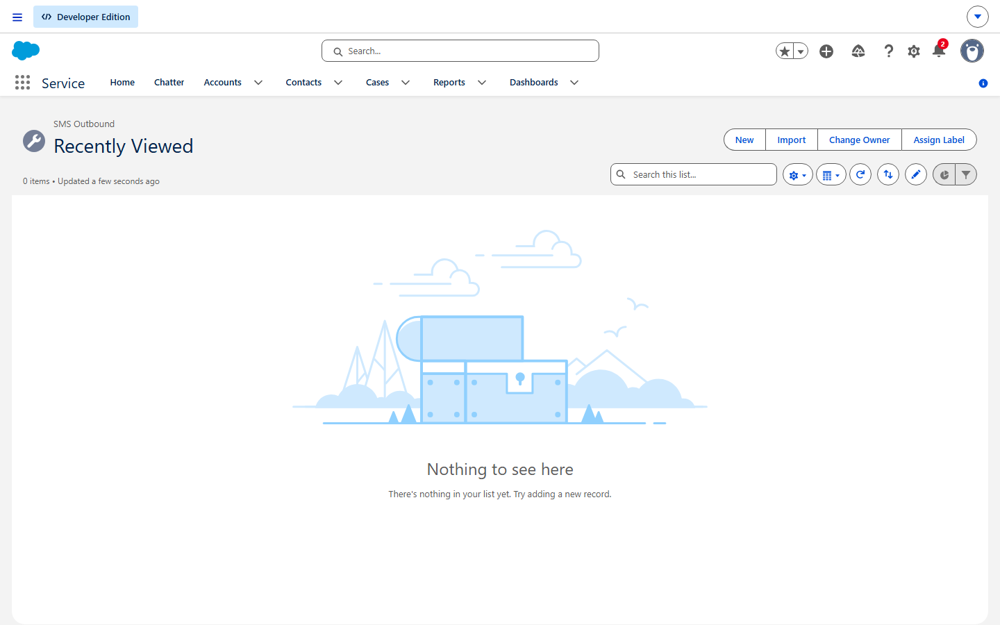 Developer Edition
Search...
2
Service
Home
Chatter
Accounts
Contacts
Cases
Reports
Dashboards
SMS Outbound
Recently Viewed
New
Import
Change Owner
Assign Label
0 items • Updated a few seconds ago
Search this list...
Nothing to see here
There's nothing in your list yet. Try adding a new record.